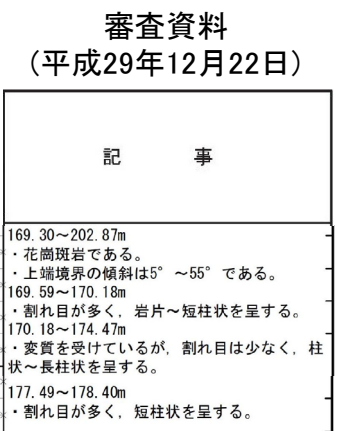 審査資料
(平成29年12月22日)
記 事
169.30～202.87m
・花崗斑岩である。
・上端境界の傾斜は5°～55°である。
169.59～170.18m
・割れ目が多く，岩片～短柱状を呈する。
170.18～174.47m
・変質を受けているが，割れ目は少なく，柱
状～長柱状を呈する。
177.49～178.40m
・割れ目が多く，短柱状を呈する。